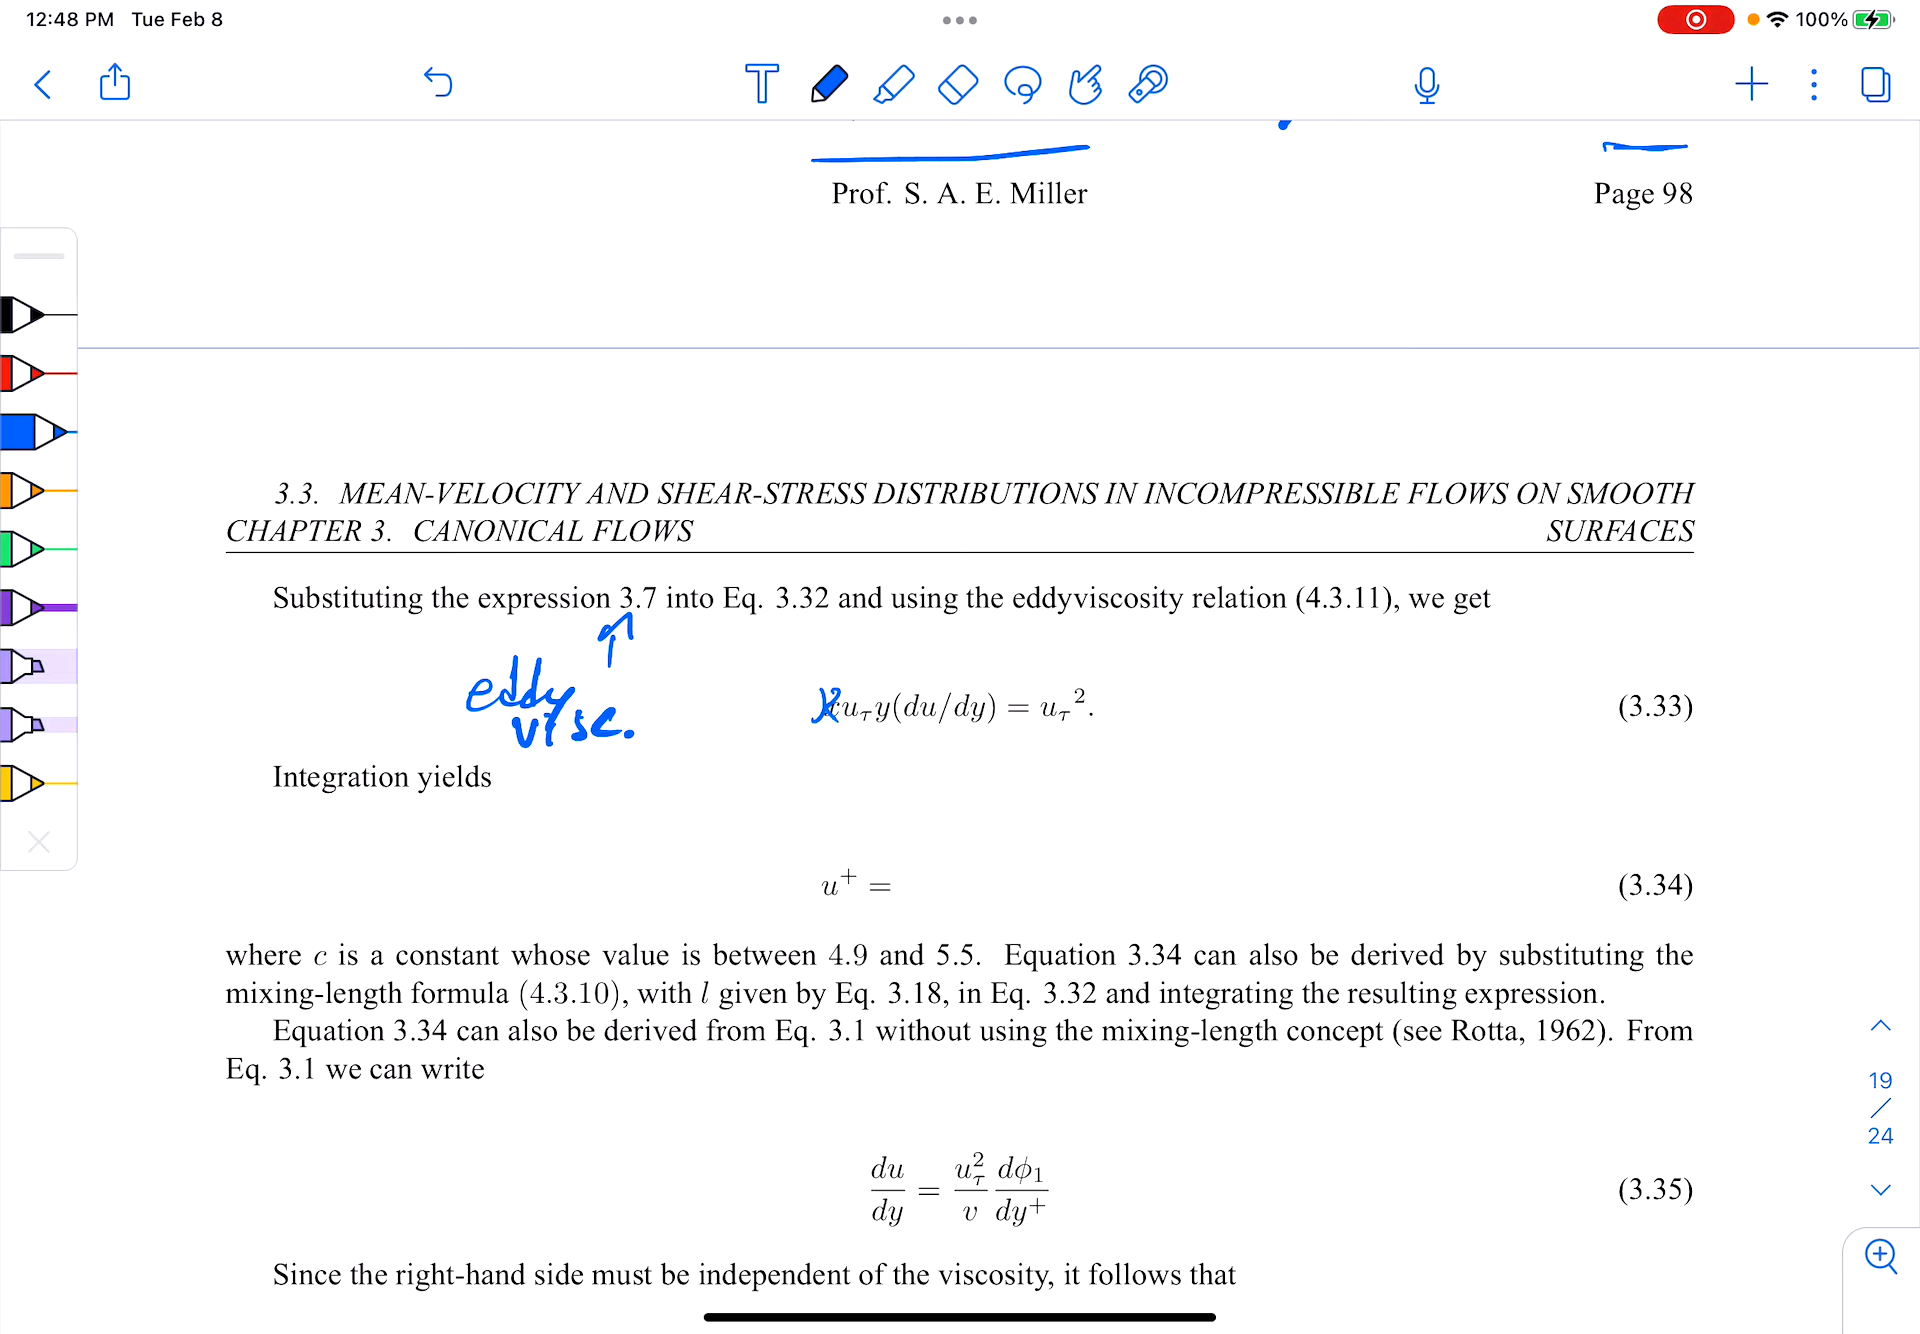 12:48 PM Tue Feb 8
100%
Prof. S. A. E. Miller Page 98
3.3. MEAN-VELOCITY AND SHEAR-STRESS DISTRIBUTIONS IN INCOMPRESSIBLE FLOWS ON SMOOTH
CHAPTER 3. CANONICAL FLOWS SURFACES
Substituting the expression 3.7 into Eq. 3.32 and using the eddyviscosity relation (4.3.11), we get
eddy
visc.
u_τ y(du/dy) = u_τ². (3.33)
Integration yields
u⁺ = (3.34)
where c is a constant whose value is between 4.9 and 5.5. Equation 3.34 can also be derived by substituting the
mixing-length formula (4.3.10), with l given by Eq. 3.18, in Eq. 3.32 and integrating the resulting expression.
Equation 3.34 can also be derived from Eq. 3.1 without using the mixing-length concept (see Rotta, 1962). From
Eq. 3.1 we can write
du/dy = u_τ²/v dϕ₁/dy⁺ (3.35)
Since the right-hand side must be independent of the viscosity, it follows that
19
/
24